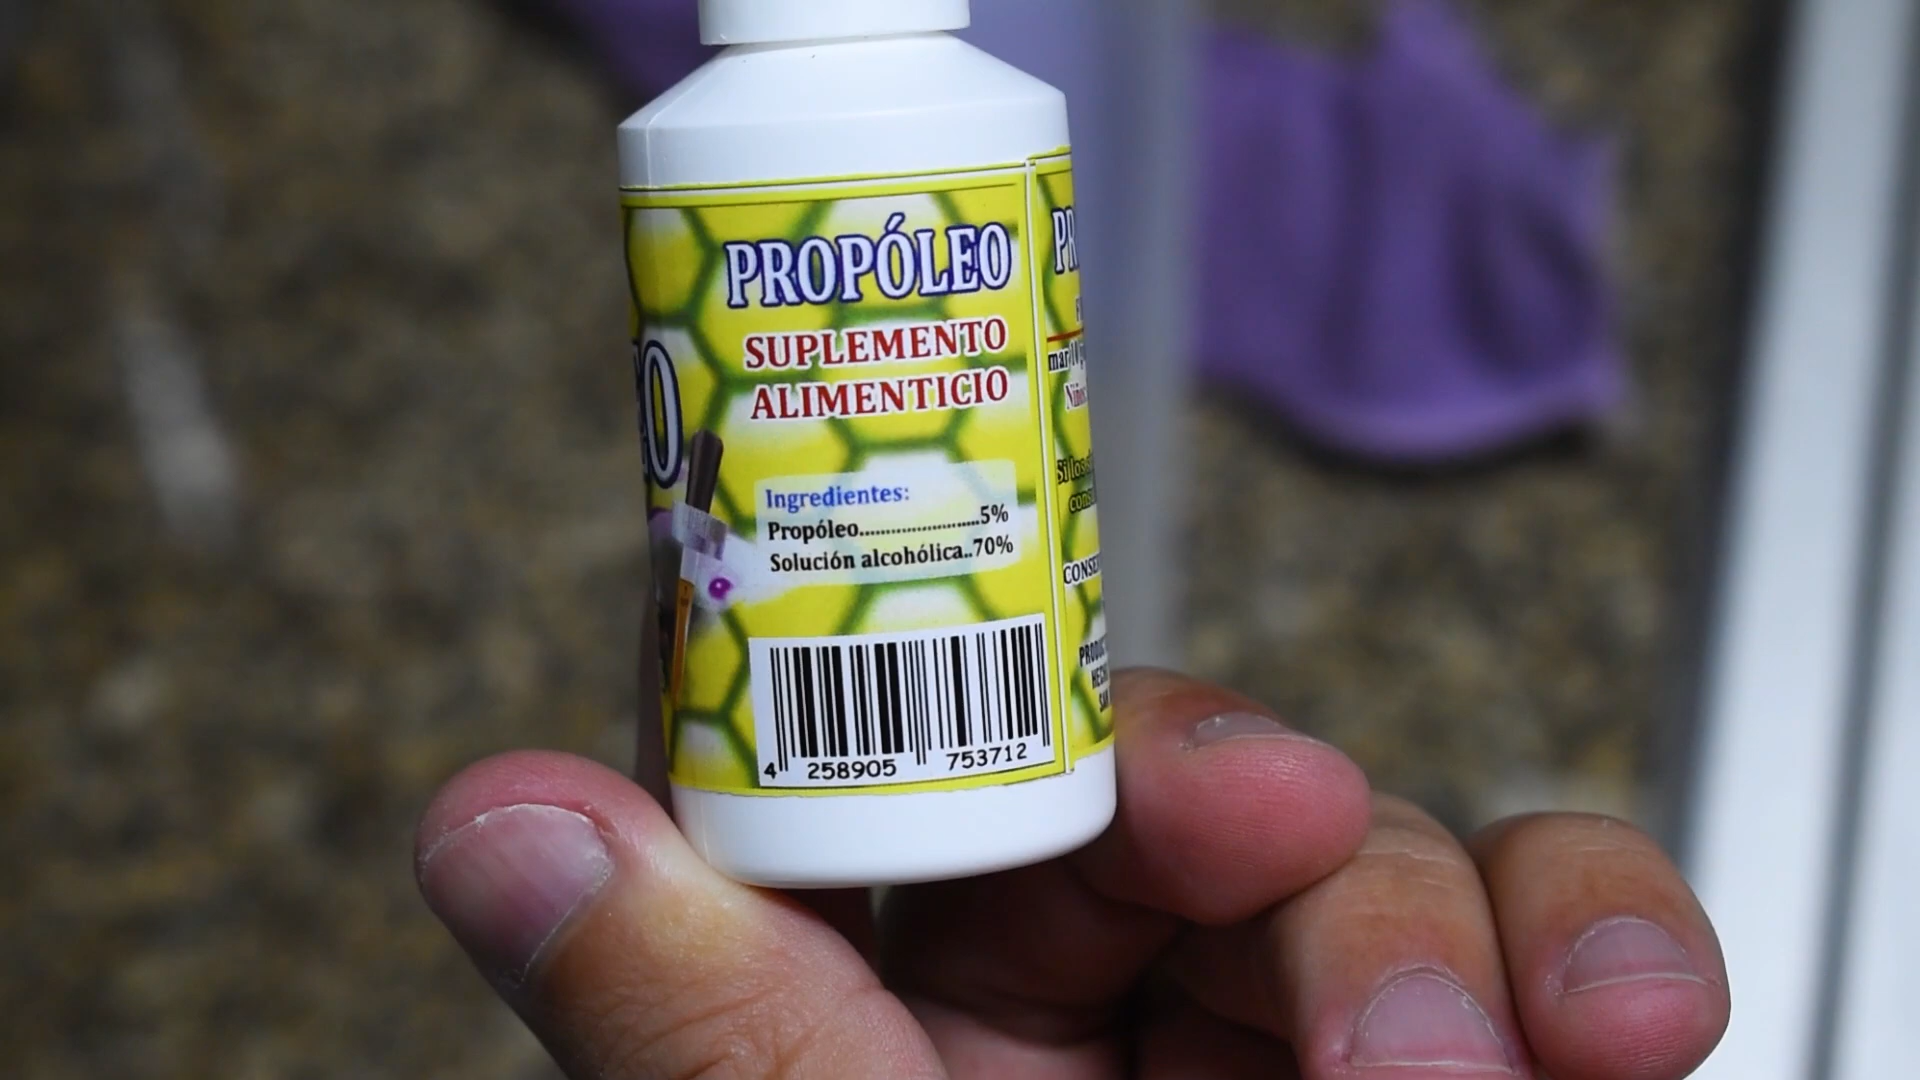 PROPÓLEO
SUPLEMENTO
ALIMENTICIO
Ingredientes:
Propóleo......................5%
Solución alcohólica..70%
4 258905 753712